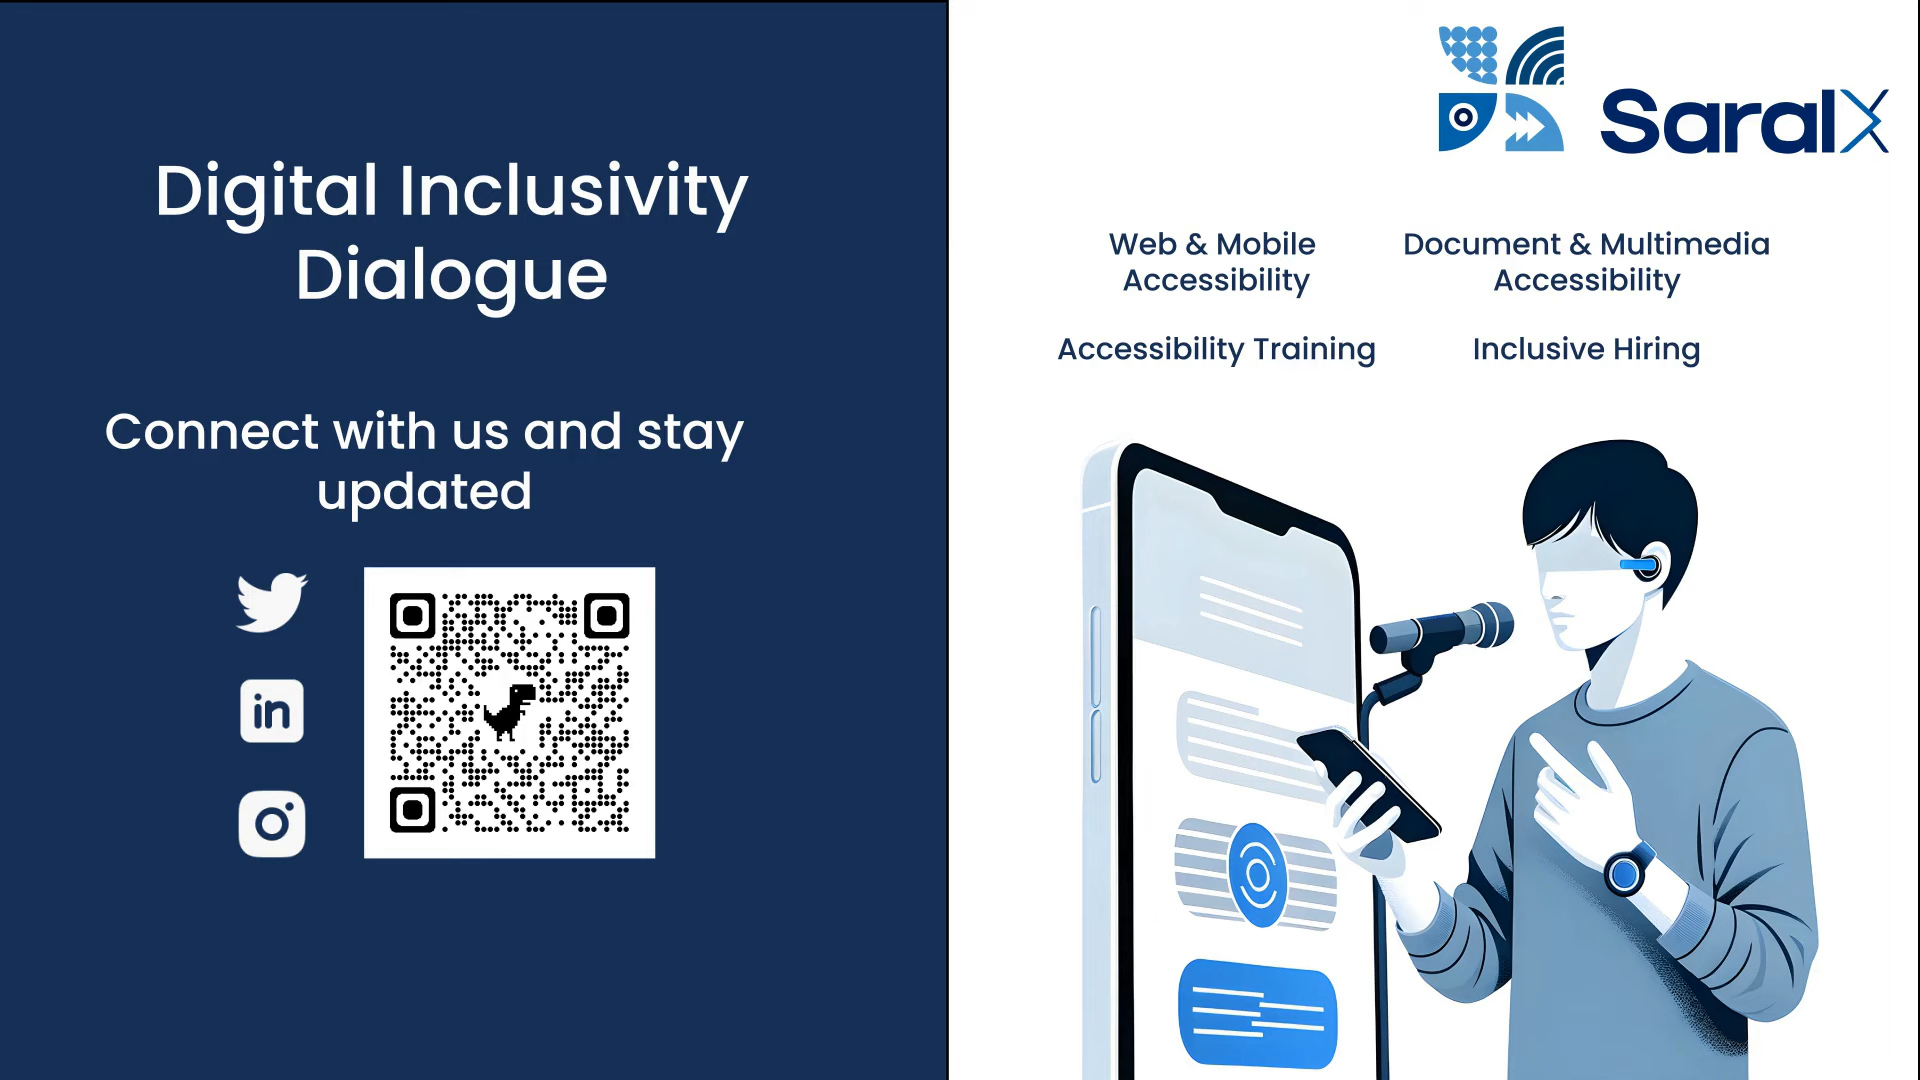 Digital Inclusivity
Dialogue
Connect with us and stay
updated
in
SaralX
Web & Mobile
Accessibility
Document & Multimedia
Accessibility
Accessibility Training
Inclusive Hiring